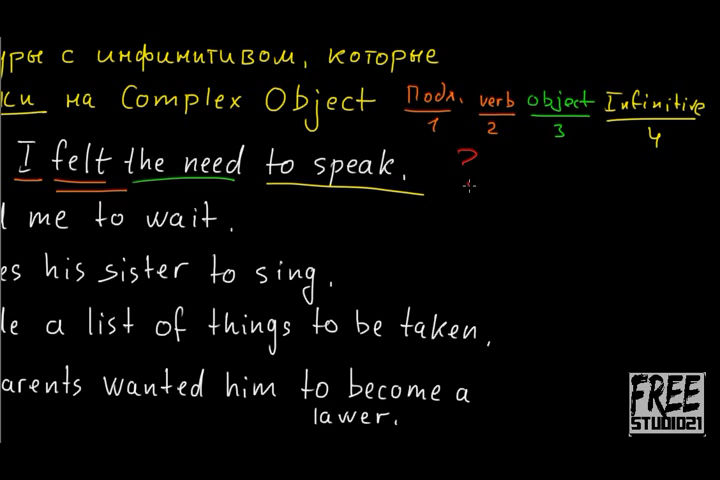 уры с инфинитивом, которые
ки на Complex Object Подл. verb object Infinitive
1 2 3 4
I felt the need to speak. ?
l me to wait.
es his sister to sing.
le a list of things to be taken.
arents wanted him to become a
lawer.
FREE
STUDIO21